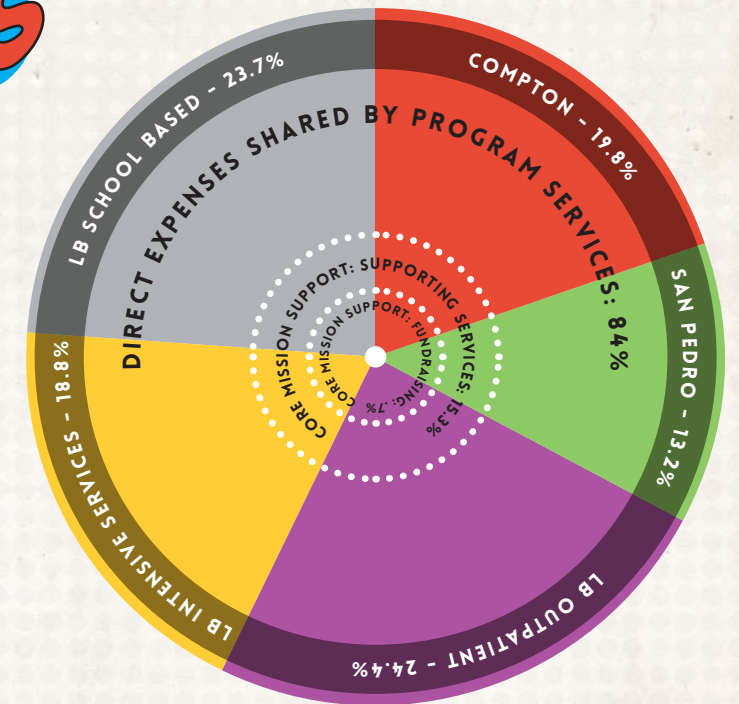 LB SCHOOL BASED - 23.7%
COMPTON - 19.8%
SAN PEDRO - 13.2%
LB OUTPATIENT - 24.4%
LB INTENSIVE SERVICES - 18.8%
DIRECT EXPENSES SHARED BY PROGRAM SERVICES: 84%
CORE MISSION SUPPORT: SUPPORTING SERVICES: 15.3%
CORE MISSION SUPPORT: FUNDRAISING: .7%